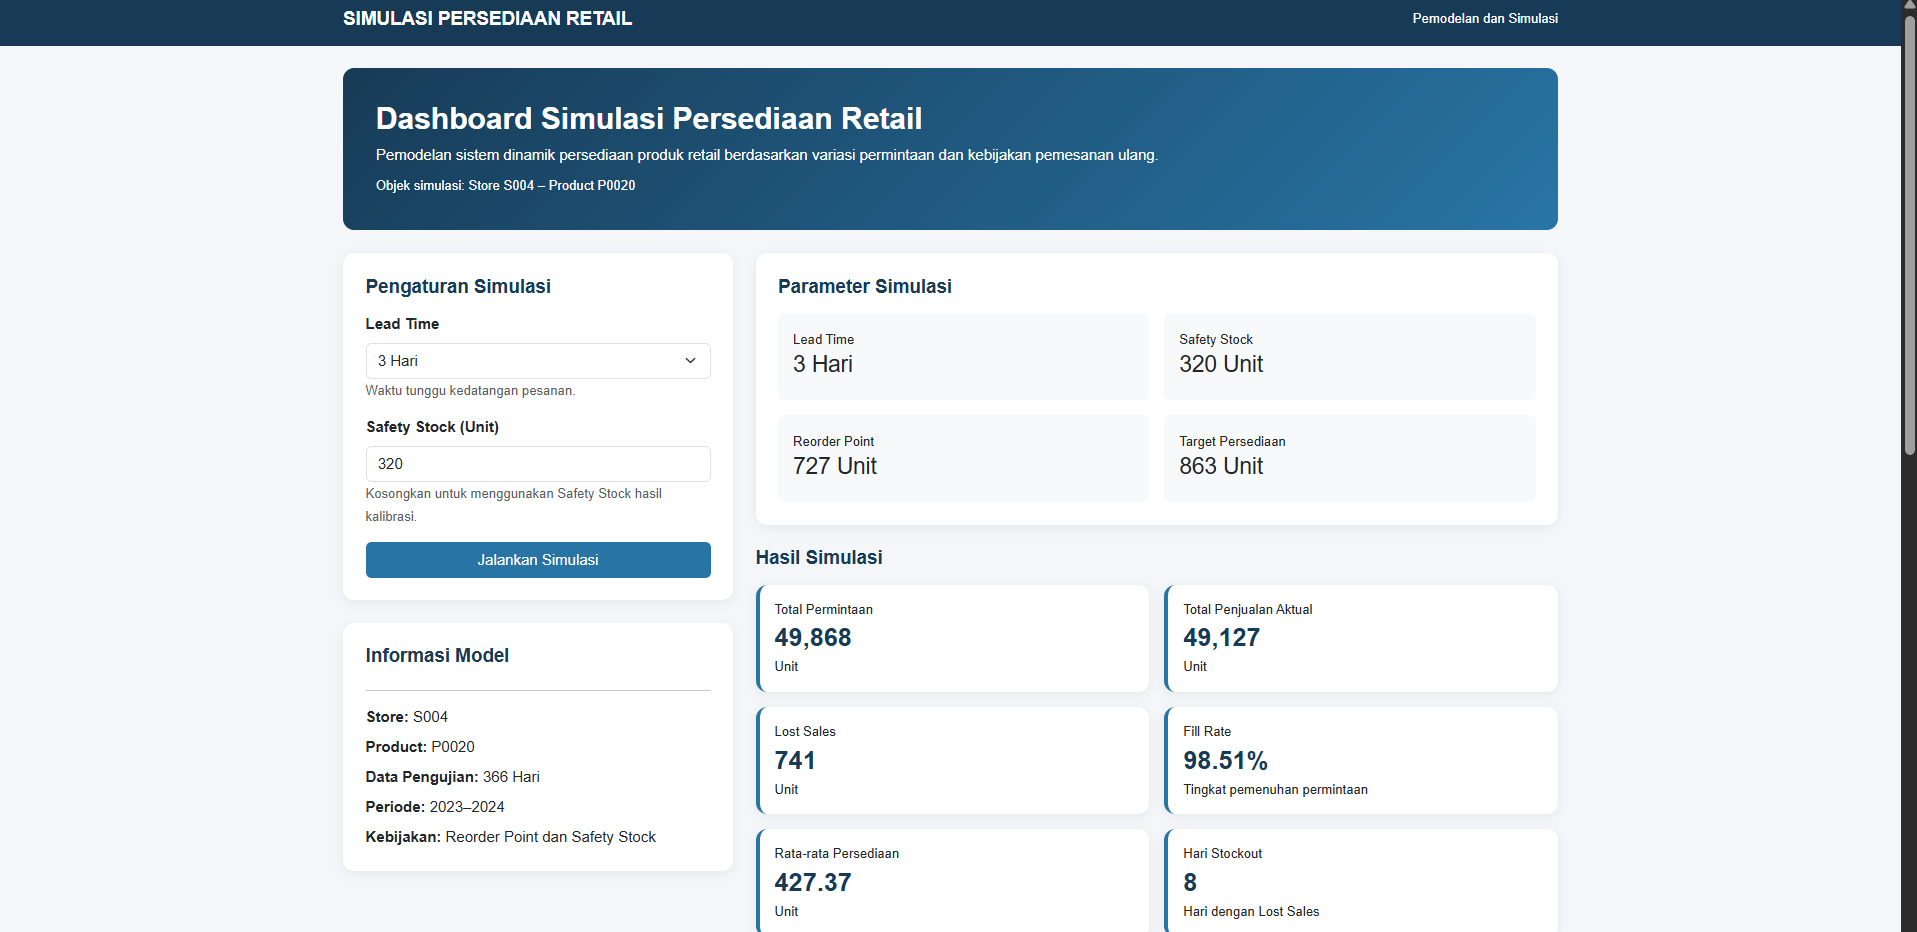 SIMULASI PERSEDIAAN RETAIL
Pemodelan dan Simulasi
Dashboard Simulasi Persediaan Retail
Pemodelan sistem dinamik persediaan produk retail berdasarkan variasi permintaan dan kebijakan pemesanan ulang.
Objek simulasi: Store S004 – Product P0020
Pengaturan Simulasi
Lead Time
3 Hari
Waktu tunggu kedatangan pesanan.
Safety Stock (Unit)
320
Kosongkan untuk menggunakan Safety Stock hasil
kalibrasi.
Jalankan Simulasi
Informasi Model
Store: S004
Product: P0020
Data Pengujian: 366 Hari
Periode: 2023–2024
Kebijakan: Reorder Point dan Safety Stock
Parameter Simulasi
Lead Time
3 Hari
Safety Stock
320 Unit
Reorder Point
727 Unit
Target Persediaan
863 Unit
Hasil Simulasi
Total Permintaan
49,868
Unit
Total Penjualan Aktual
49,127
Unit
Lost Sales
741
Unit
Fill Rate
98.51%
Tingkat pemenuhan permintaan
Rata-rata Persediaan
427.37
Unit
Hari Stockout
8
Hari dengan Lost Sales